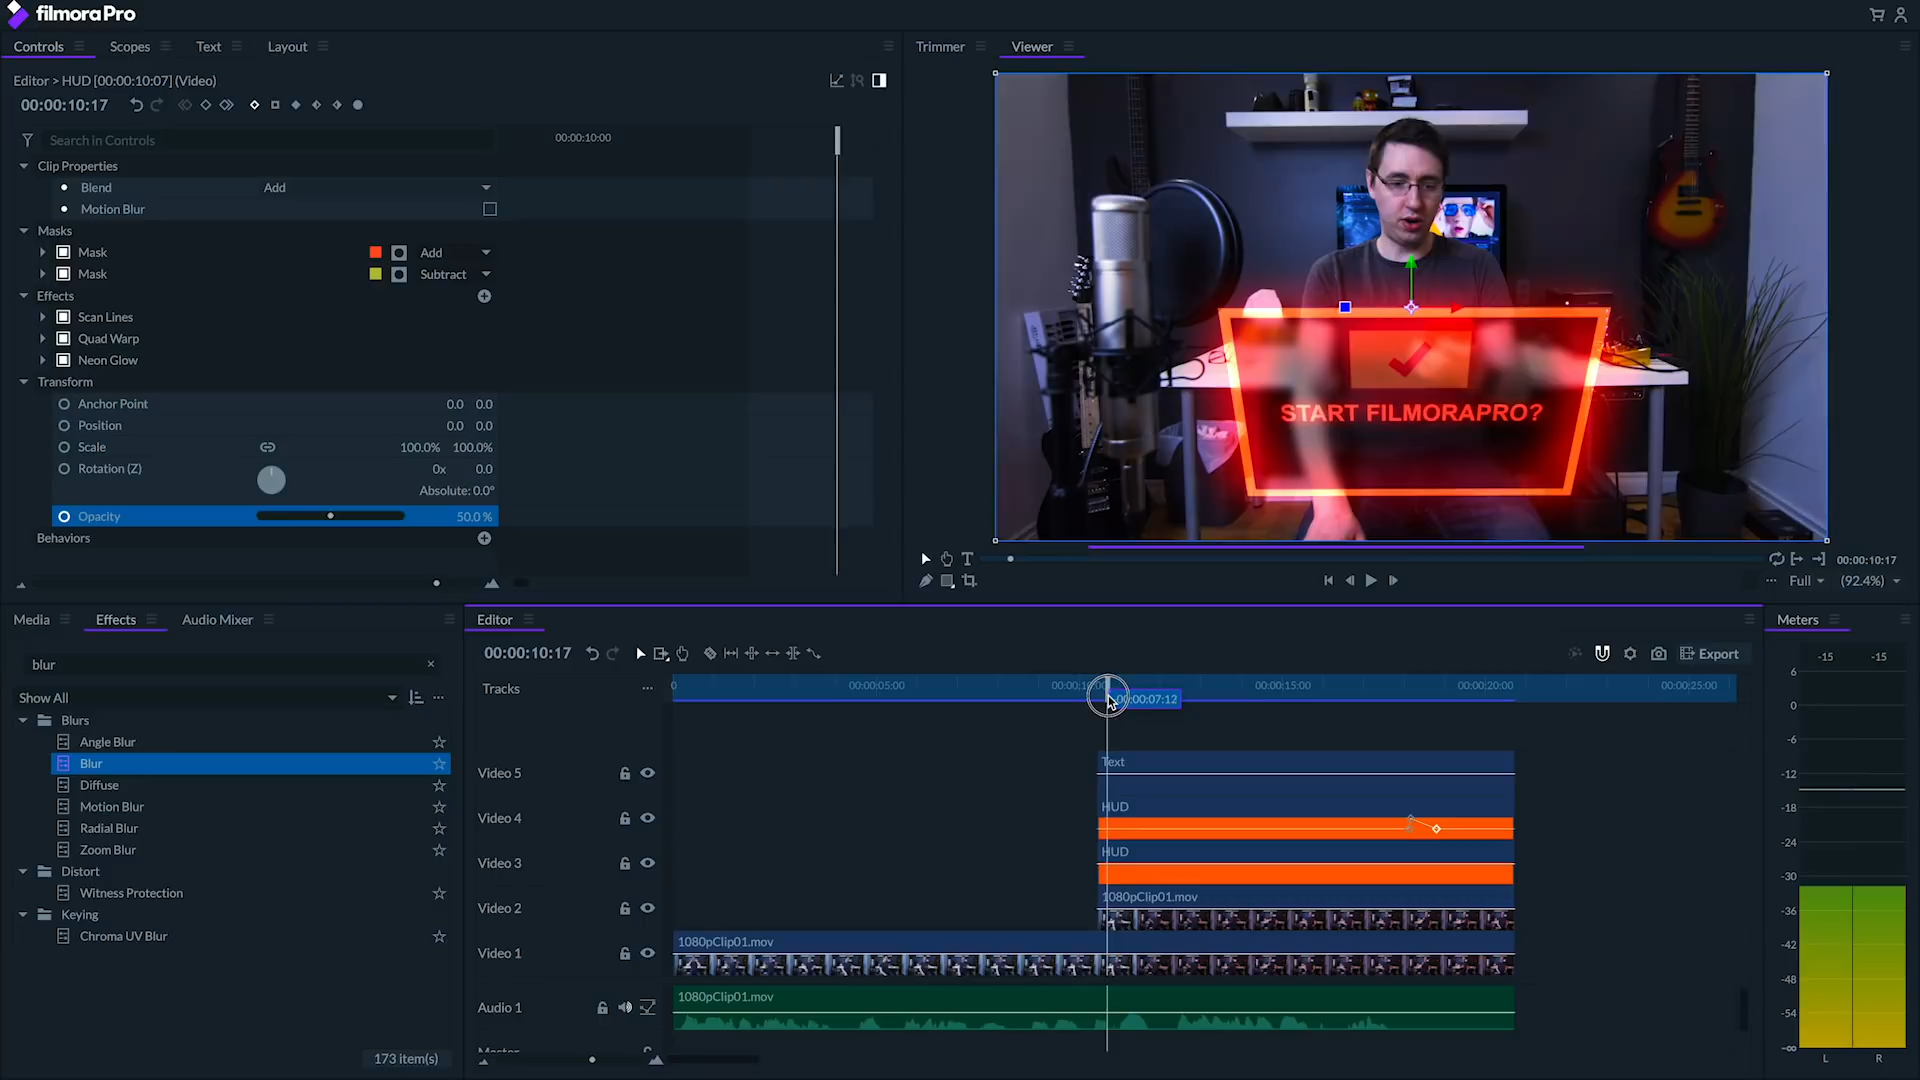 filmoraPro
Controls
Scopes
Text
Layout
Trimmer
Viewer
Editor > HUD [00:00:10:07] (Video)
00:00:10:17
Search in Controls
00:00:10:00
Clip Properties
Blend Add
Motion Blur
Masks
Mask Add
Mask Subtract
Effects
Scan Lines
Quad Warp
Neon Glow
Transform
Anchor Point 0.0 0.0
Position 0.0 0.0
Scale 100.0% 100.0%
Rotation (Z) 0x 0.0
Absolute: 0.0°
Opacity 50.0 %
Behaviors
START FILMORAPRO?
00:00:10:17
Full (92.4%)
Media
Effects
Audio Mixer
blur
Show All
Blurs
Angle Blur
Blur
Diffuse
Motion Blur
Radial Blur
Zoom Blur
Distort
Witness Protection
Keying
Chroma UV Blur
173 item(s)
Editor
00:00:10:17
Export
Tracks
0 00:00:05:00 00:00:15:00 00:00:20:00 00:00:25:00
00:00:07:12
Text
Video 5
HUD
Video 4
HUD
Video 3
1080pClip01.mov
Video 2
1080pClip01.mov
Video 1
1080pClip01.mov
Audio 1
Meters
-15 -15
6
0
-6
-12
-18
-24
-30
-36
-42
-48
-54
-∞
L R